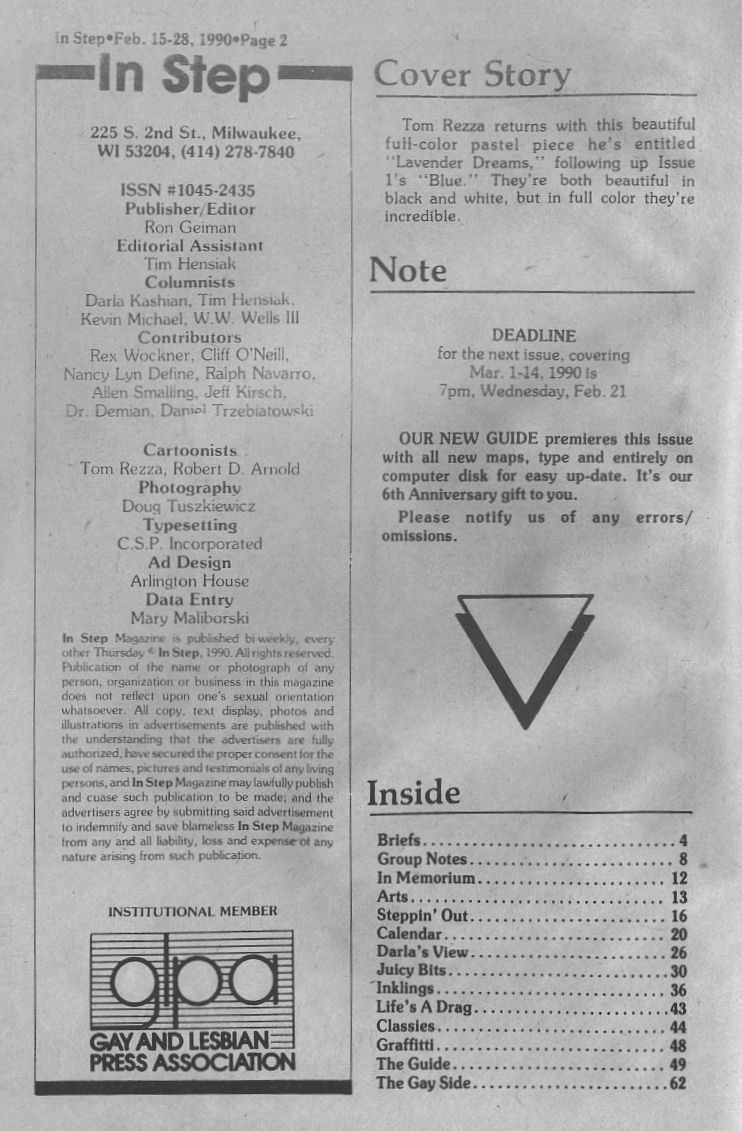 In Step•Feb. 15-28, 1990•Page 2
In Step
225 S. 2nd St., Milwaukee,
WI 53204, (414) 278-7840
ISSN #1045-2435
Publisher/Editor
Ron Geiman
Editorial Assistant
Tim Hensiak
Columnists
Darla Kashian, Tim Hensiak,
Kevin Michael, W.W. Wells III
Contributors
Rex Wockner, Cliff O'Neill,
Nancy Lyn Define, Ralph Navarro,
Allen Smalling, Jeff Kirsch,
Dr. Demian, Daniel Trzebiatowski
Cartoonists
Tom Rezza, Robert D. Arnold
Photography
Doug Tuszkiewicz
Typesetting
C.S.P. Incorporated
Ad Design
Arlington House
Data Entry
Mary Maliborski
In Step Magazine is published bi-weekly, every
other Thursday © In Step, 1990. All rights reserved.
Publication of the name or photograph of any
person, organization or business in this magazine
does not reflect upon one's sexual orientation
whatsoever. All copy, text display, photos and
illustrations in advertisements are published with
the understanding that the advertisers are fully
authorized, have secured the proper consent for the
use of names, pictures and testimonials of any living
persons, and In Step Magazine may lawfully publish
and cuase such publication to be made; and the
advertisers agree by submitting said advertisement
to indemnify and save blameless In Step Magazine
from any and all liability, loss and expense of any
nature arising from such publication.
INSTITUTIONAL MEMBER
glpa
GAY AND LESBIAN
PRESS ASSOCIATION
Cover Story
Tom Rezza returns with this beautiful
full-color pastel piece he's entitled
"Lavender Dreams," following up Issue
1's "Blue." They're both beautiful in
black and white, but in full color they're
incredible.
Note
DEADLINE
for the next issue, covering
Mar. 1-14, 1990 is
7pm, Wednesday, Feb. 21
OUR NEW GUIDE premieres this issue
with all new maps, type and entirely on
computer disk for easy up-date. It's our
6th Anniversary gift to you.
Please notify us of any errors/
omissions.
Inside
Briefs................................ 4
Group Notes.......................... 8
In Memorium........................ 12
Arts................................ 13
Steppin' Out........................ 16
Calendar............................ 20
Darla's View........................ 26
Juicy Bits........................... 30
Inklings............................. 36
Life's A Drag........................43
Classies............................. 44
Graffitti............................. 48
The Guide........................... 49
The Gay Side........................62